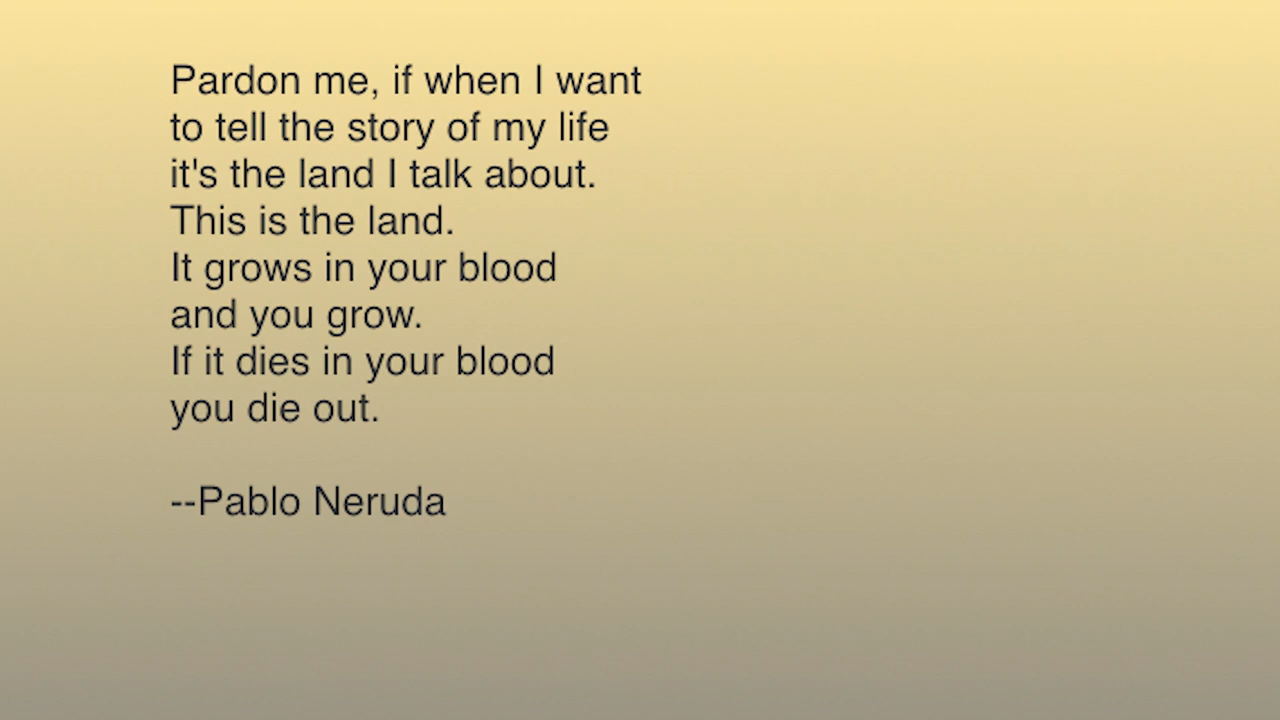 Pardon me, if when I want
to tell the story of my life
it's the land I talk about.
This is the land.
It grows in your blood
and you grow.
If it dies in your blood
you die out.
--Pablo Neruda